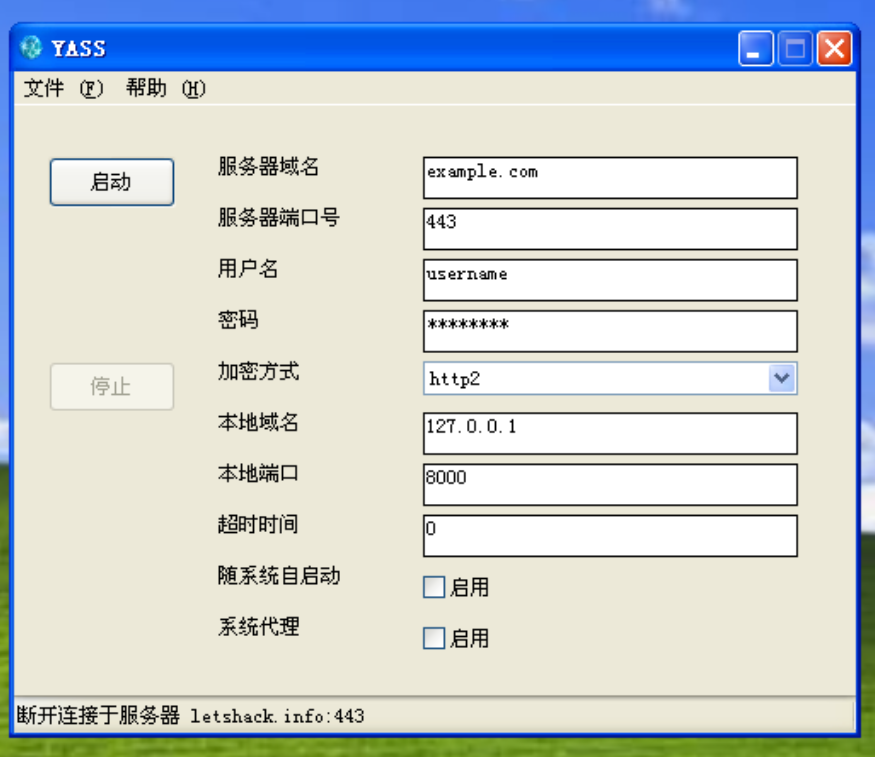 YASS
文件 (F) 帮助 (H)
启动
服务器域名 example.com
服务器端口号 443
用户名 username
密码 ********
停止
加密方式 http2
本地域名 127.0.0.1
本地端口 8000
超时时间 0
随系统自启动 启用
系统代理 启用
断开连接于服务器 letshack.info:443